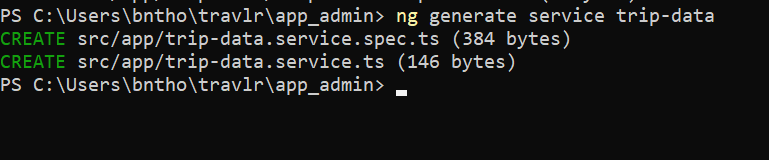 PS C:\Users\bntho\travlr\app_admin> ng generate service trip-data
CREATE src/app/trip-data.service.spec.ts (384 bytes)
CREATE src/app/trip-data.service.ts (146 bytes)
PS C:\Users\bntho\travlr\app_admin>